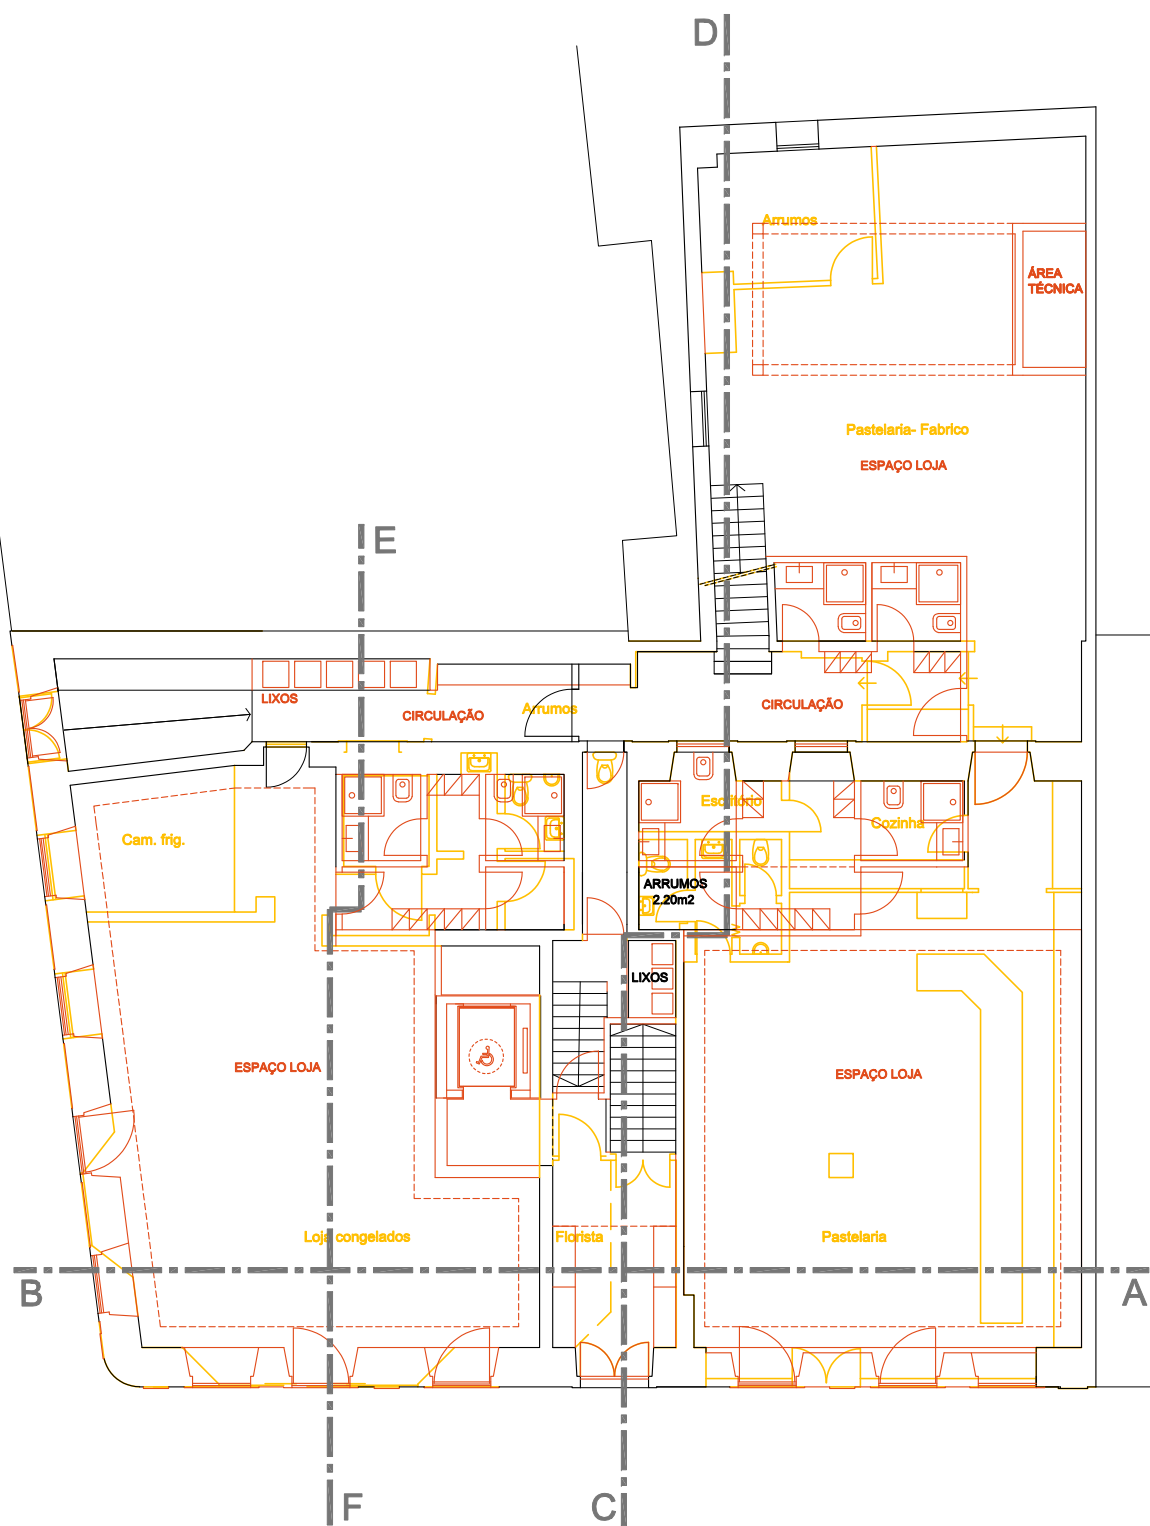 D
Arrumos
ÁREA
TÉCNICA
Pastelaria- Fabrico
ESPAÇO LOJA
E
LIXOS
CIRCULAÇÃO
Arrumos
CIRCULAÇÃO
Escritório
Cozinha
Cam. frig.
ARRUMOS
2.20m2
LIXOS
ESPAÇO LOJA
ESPAÇO LOJA
Loja congelados
Florista
Pastelaria
B
A
F
C